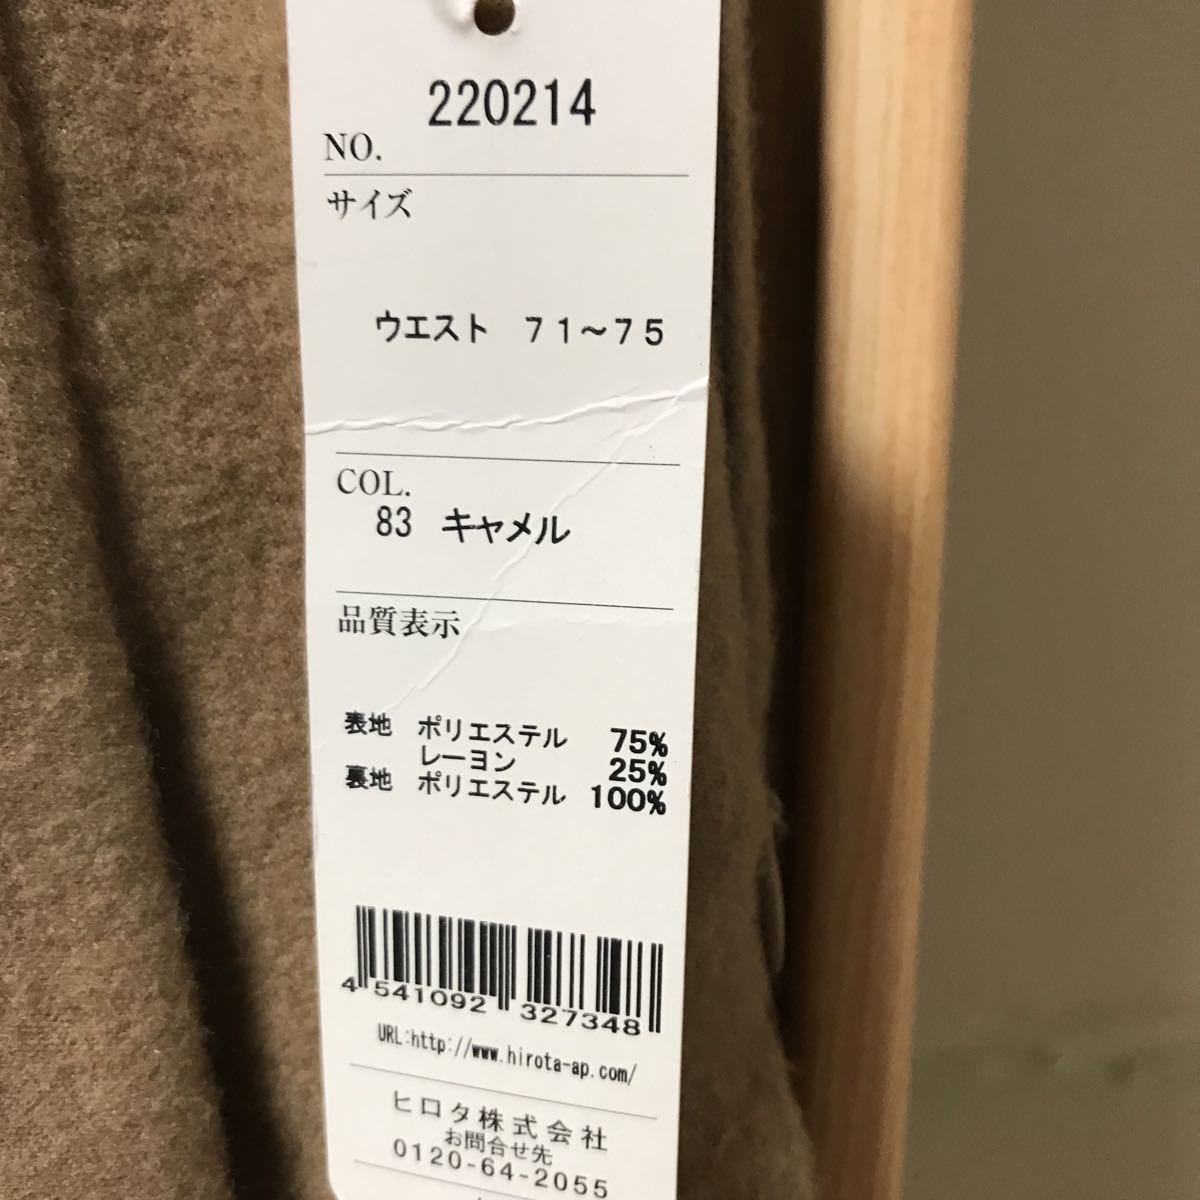 220214
NO.
サイズ
ウエスト 71〜75
COL.
83 キャメル
品質表示
表地 ポリエステル 75%
レーヨン 25%
裏地 ポリエステル 100%
4 541092 327348
URL:http://www.hirota-ap.com/
ヒロタ株式会社
お問合せ先
0120-64-2055